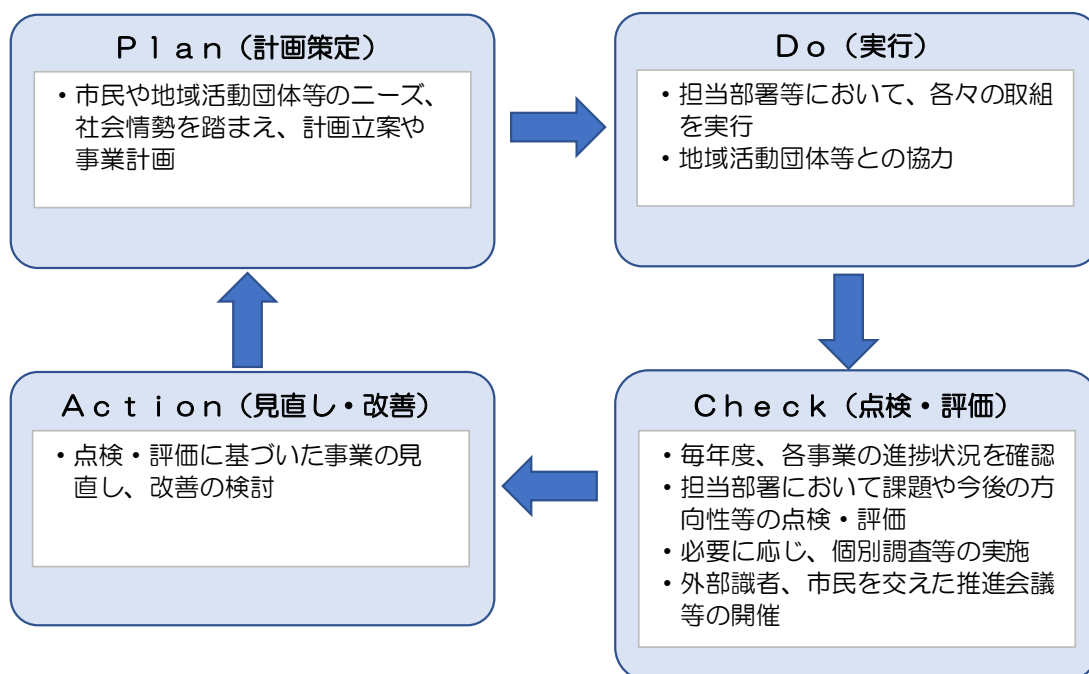 Ｐｌａｎ（計画策定）
・市民や地域活動団体等のニーズ、
社会情勢を踏まえ、計画立案や
事業計画
Ｄｏ（実行）
・担当部署等において、各々の取組
を実行
・地域活動団体等との協力
Ａｃｔｉｏｎ（見直し・改善）
・点検・評価に基づいた事業の見
直し、改善の検討
Ｃｈｅｃｋ（点検・評価）
・毎年度、各事業の進捗状況を確認
・担当部署において課題や今後の方
向性等の点検・評価
・必要に応じ、個別調査等の実施
・外部識者、市民を交えた推進会議
等の開催